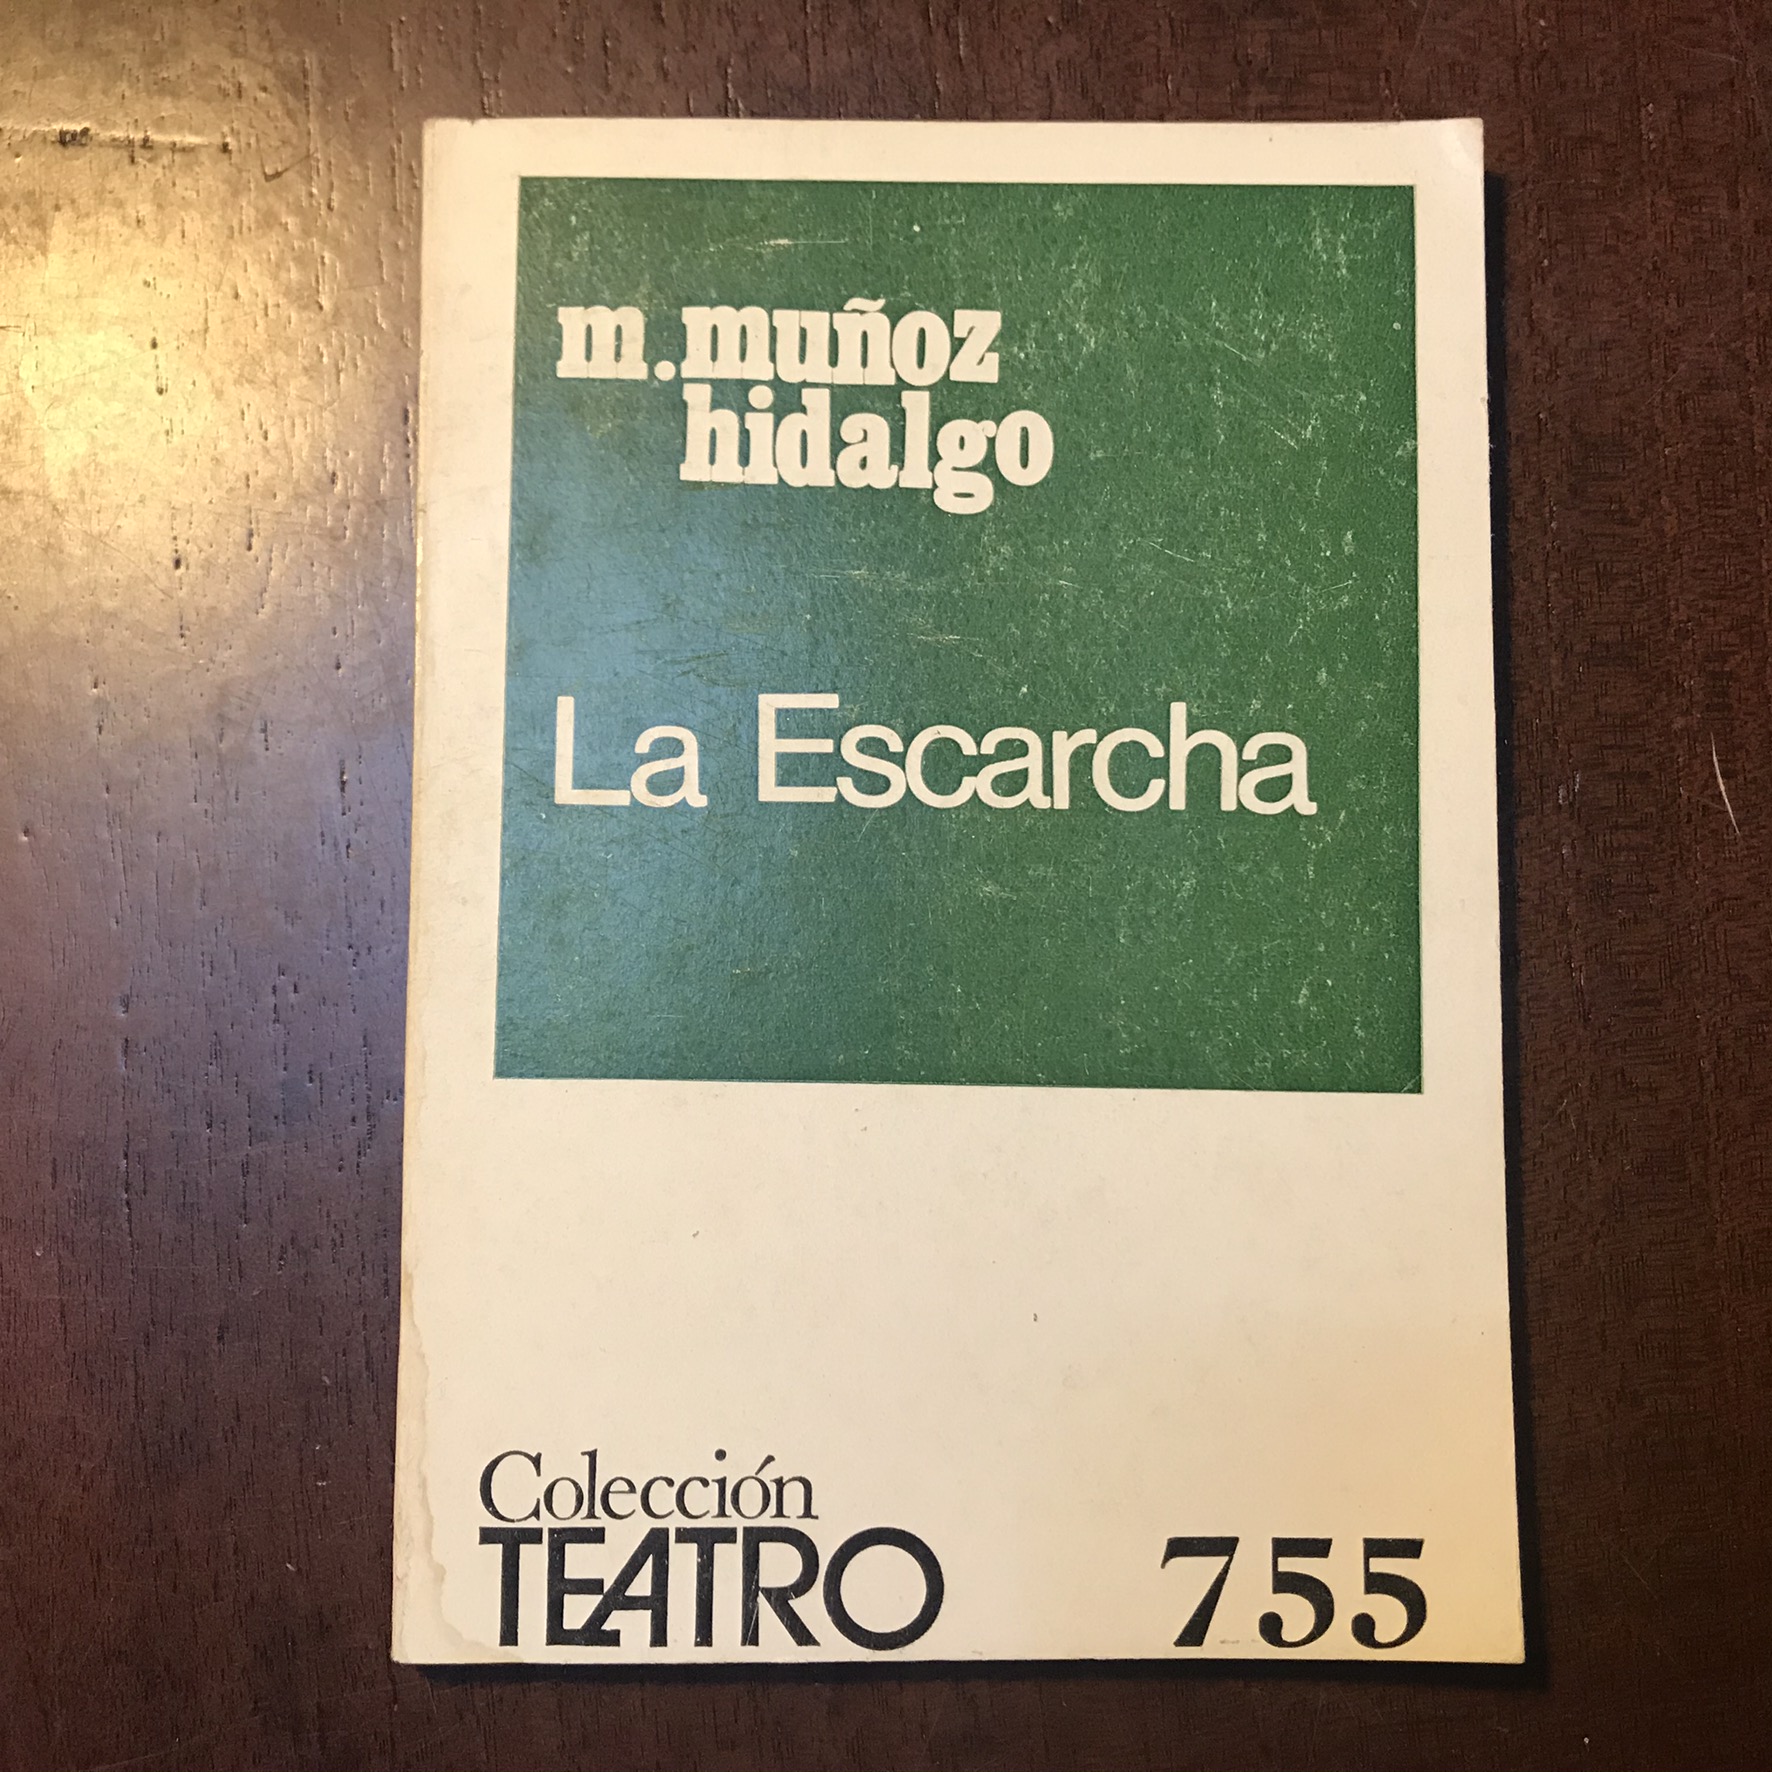 m. muñoz
hidalgo
La Escarcha
Colección
TEATRO 755